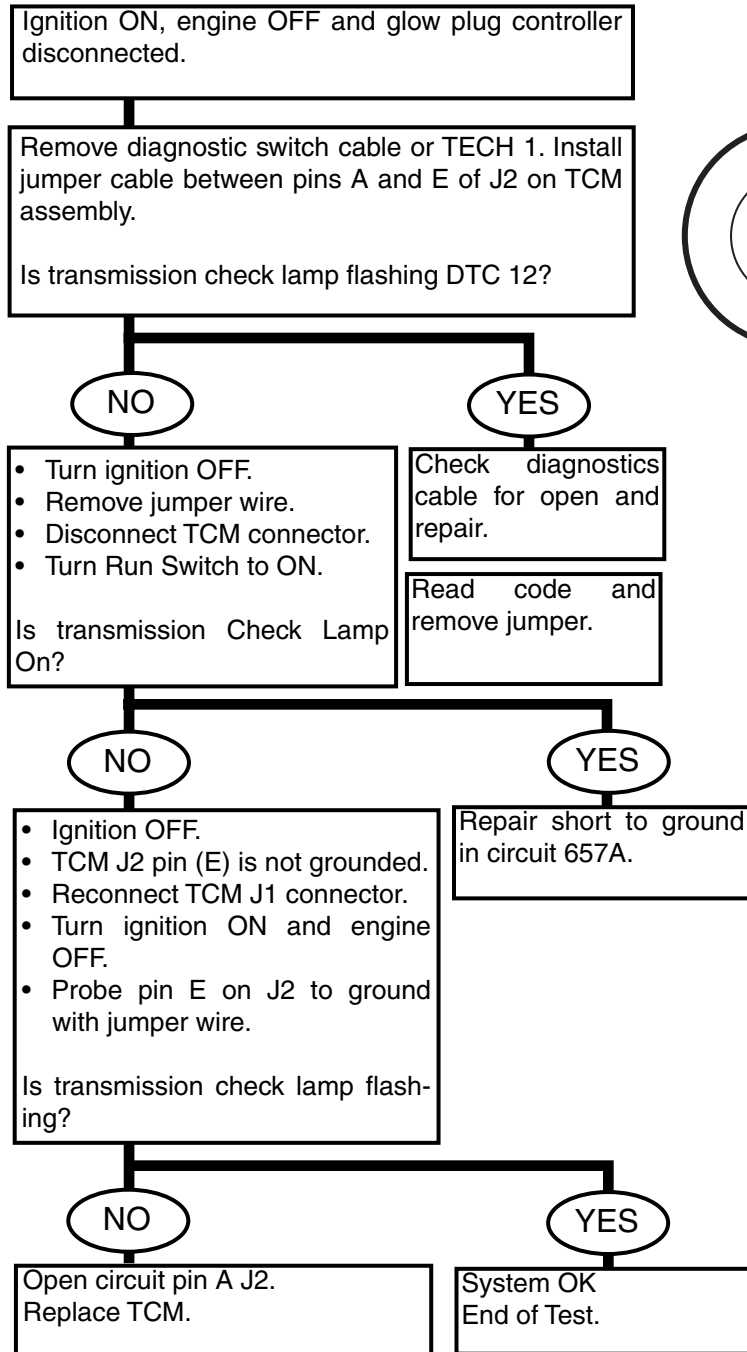 Ignition ON, engine OFF and glow plug controller
disconnected.
Remove diagnostic switch cable or TECH 1. Install
jumper cable between pins A and E of J2 on TCM
assembly.
Is transmission check lamp flashing DTC 12?
NO
YES
• Turn ignition OFF.
• Remove jumper wire.
• Disconnect TCM connector.
• Turn Run Switch to ON.
Is transmission Check Lamp
On?
Check diagnostics
cable for open and
repair.
Read code and
remove jumper.
NO
YES
• Ignition OFF.
• TCM J2 pin (E) is not grounded.
• Reconnect TCM J1 connector.
• Turn ignition ON and engine
OFF.
• Probe pin E on J2 to ground
with jumper wire.
Is transmission check lamp flash-
ing?
Repair short to ground
in circuit 657A.
NO
YES
Open circuit pin A J2.
Replace TCM.
System OK
End of Test.